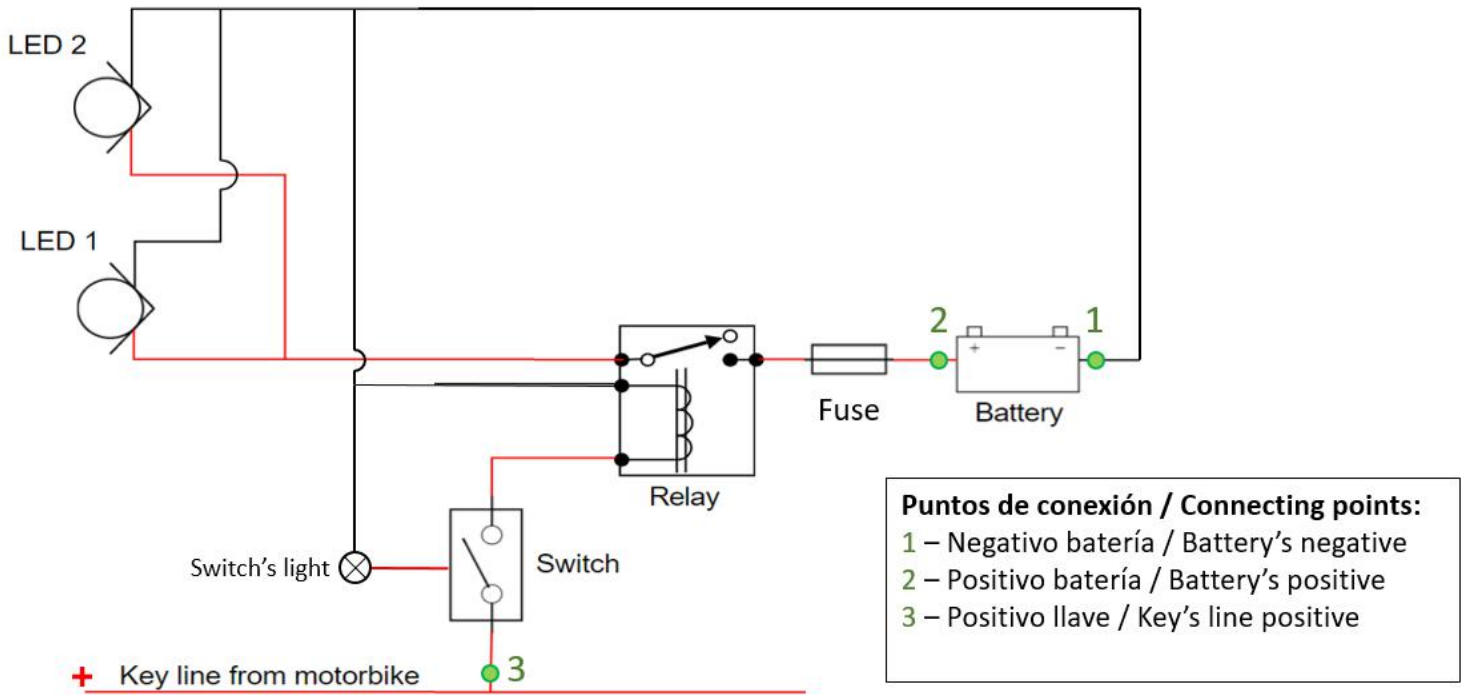 LED 2
LED 1
2
1
+ −
Fuse
Battery
Relay
Switch's light
Switch
3
+ Key line from motorbike
Puntos de conexión / Connecting points:
1 – Negativo batería / Battery's negative
2 – Positivo batería / Battery's positive
3 – Positivo llave / Key's line positive